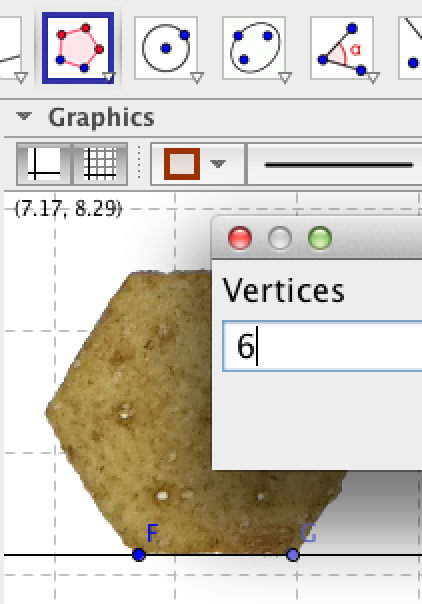 α
Graphics
(7.17, 8.29)
Vertices
6
F
G